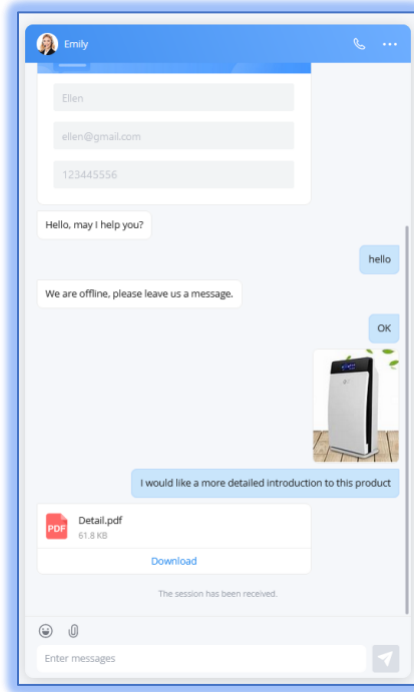 Emily
Ellen
ellen@gmail.com
123445556
Hello, may I help you?
hello
We are offline, please leave us a message.
OK
I would like a more detailed introduction to this product
PDF
Detail.pdf
61.8 KB
Download
The session has been received.
Enter messages